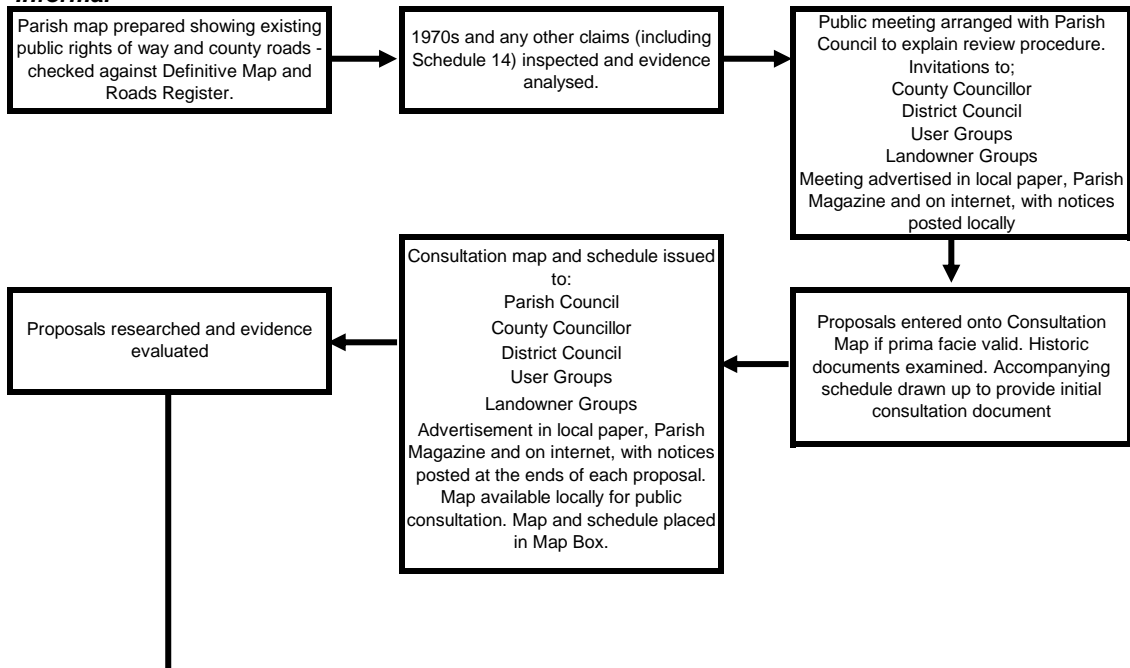 Informal
Parish map prepared showing existing
public rights of way and county roads -
checked against Definitive Map and
Roads Register.
1970s and any other claims (including
Schedule 14) inspected and evidence
analysed.
Public meeting arranged with Parish
Council to explain review procedure.
Invitations to;
County Councillor
District Council
User Groups
Landowner Groups
Meeting advertised in local paper, Parish
Magazine and on internet, with notices
posted locally
Proposals entered onto Consultation
Map if prima facie valid. Historic
documents examined. Accompanying
schedule drawn up to provide initial
consultation document
Consultation map and schedule issued
to:
Parish Council
County Councillor
District Council
User Groups
Landowner Groups
Advertisement in local paper, Parish
Magazine and on internet, with notices
posted at the ends of each proposal.
Map available locally for public
consultation. Map and schedule placed
in Map Box.
Proposals researched and evidence
evaluated